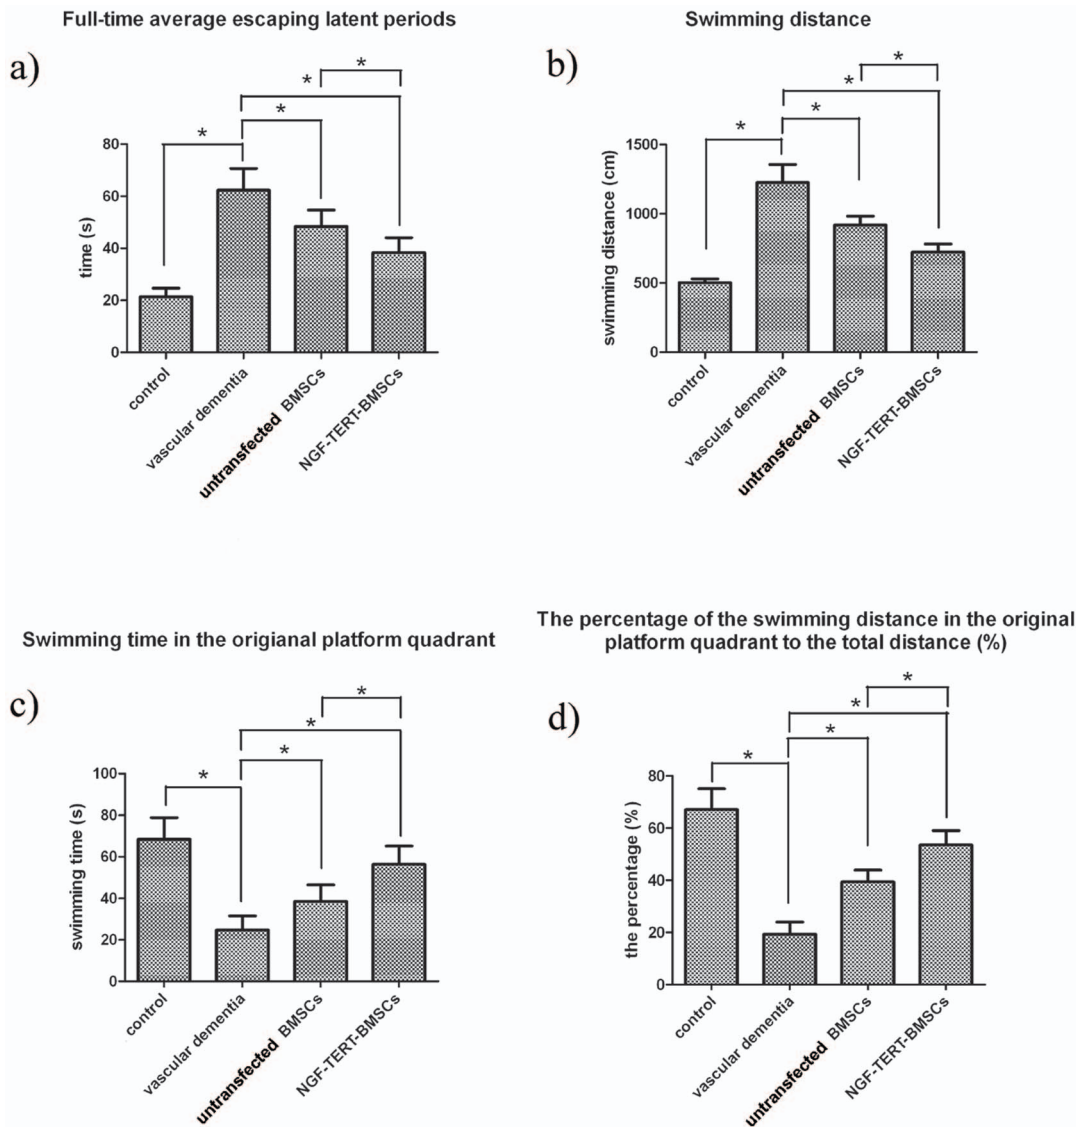 Full-time average escaping latent periods
a)
*
*
*
*
80
60
40
20
0
time (s)
control
vascular dementia
untransfected BMSCs
NGF-TERT-BMSCs
Swimming distance
b)
*
*
*
*
1500
1000
500
0
swimming distance (cm)
control
vascular dementia
untransfected BMSCs
NGF-TERT-BMSCs
Swimming time in the origianal platform quadrant
c)
*
*
*
*
100
80
60
40
20
0
swimming time (s)
control
vascular dementia
untransfected BMSCs
NGF-TERT-BMSCs
The percentage of the swimming distance in the original
platform quadrant to the total distance (%)
d)
*
*
*
*
80
60
40
20
0
the percentage (%)
control
vascular dementia
untransfected BMSCs
NGF-TERT-BMSCs